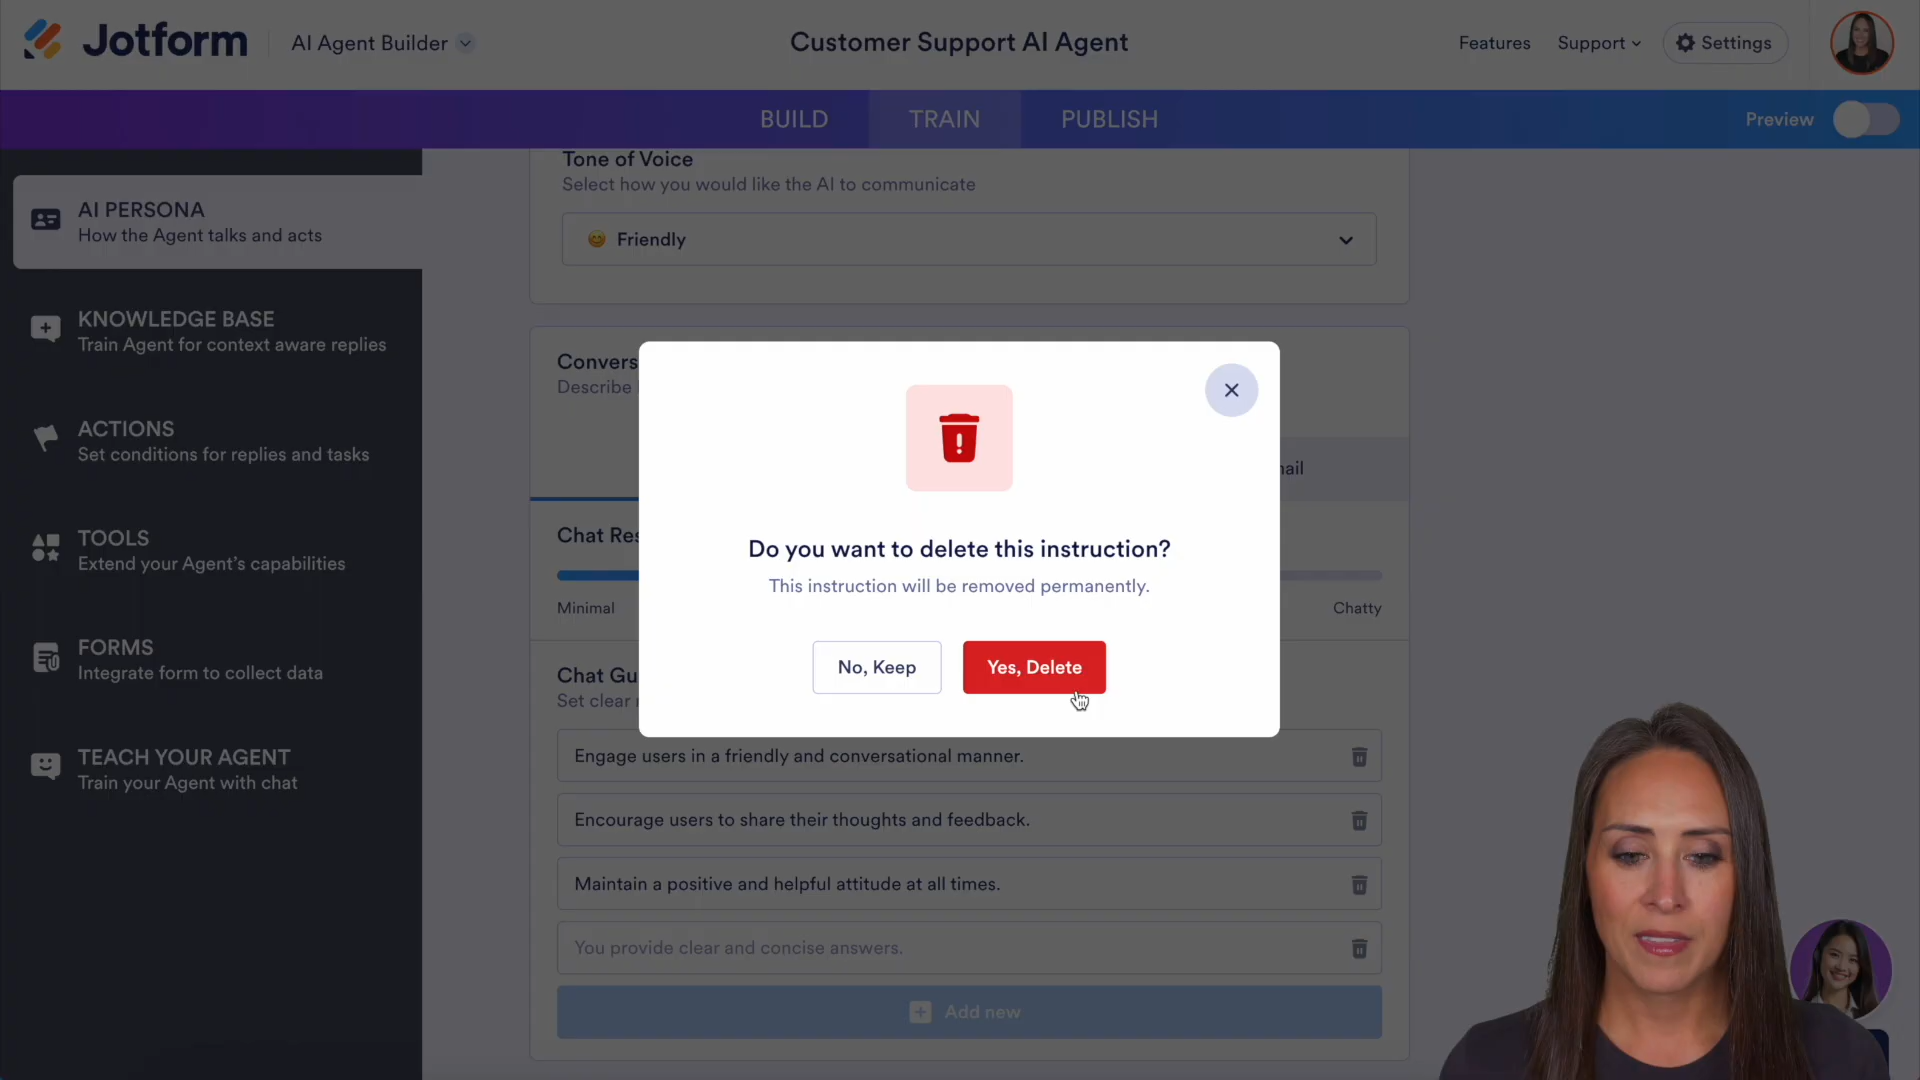 Jotform
AI Agent Builder
Customer Support AI Agent
Features
Support
Settings
BUILD
TRAIN
PUBLISH
Preview
AI PERSONA
How the Agent talks and acts
KNOWLEDGE BASE
Train Agent for context aware replies
ACTIONS
Set conditions for replies and tasks
TOOLS
Extend your Agent's capabilities
FORMS
Integrate form to collect data
TEACH YOUR AGENT
Train your Agent with chat
Tone of Voice
Select how you would like the AI to communicate
Friendly
Describe
Chat
Minimal
Chatty
Chat
Set clear
Do you want to delete this instruction?
This instruction will be removed permanently.
No, Keep
Yes, Delete
Engage users in a friendly and conversational manner.
Encourage users to share their thoughts and feedback.
Maintain a positive and helpful attitude at all times.
You provide clear and concise answers.
Add new